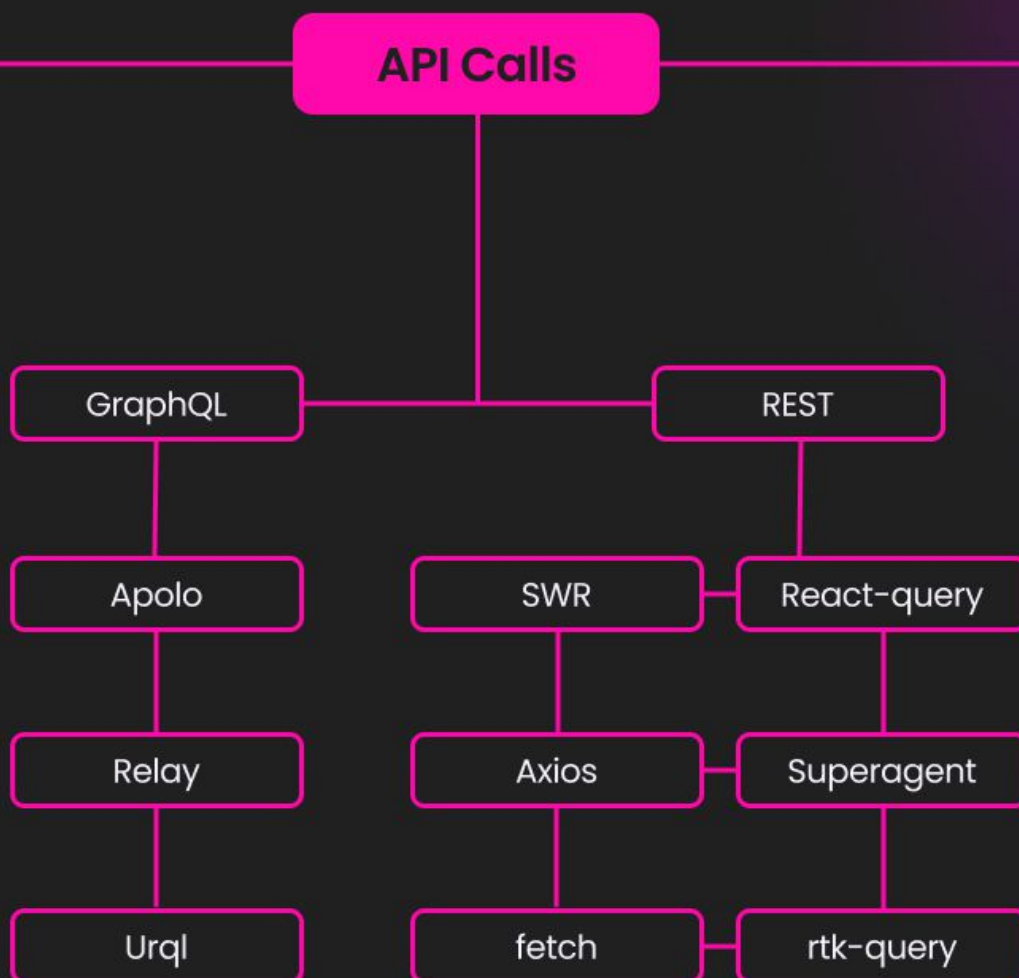 API Calls
GraphQL
REST
Apolo
SWR
React-query
Relay
Axios
Superagent
Urql
fetch
rtk-query